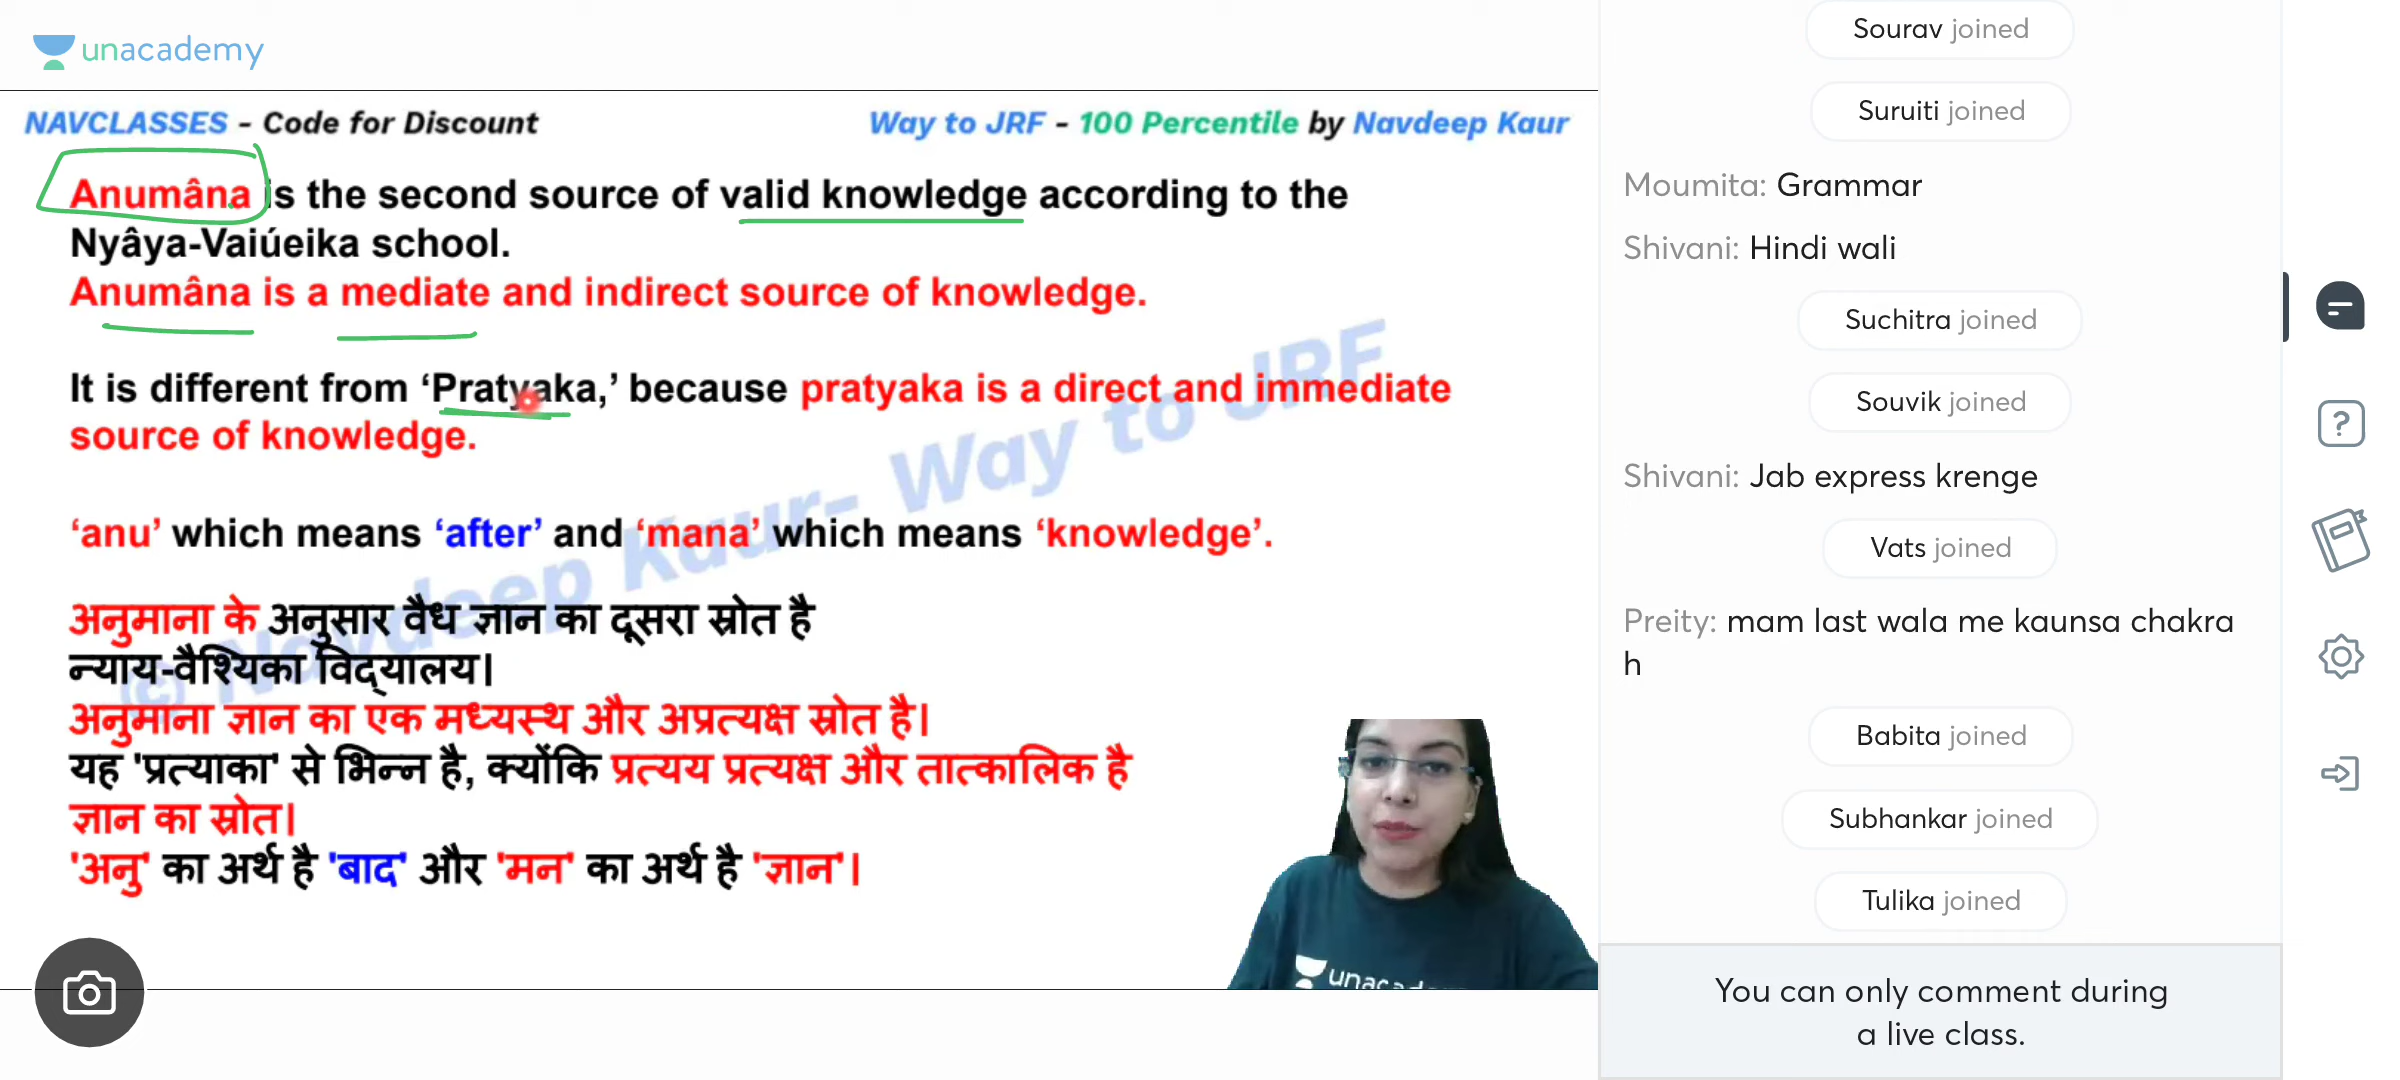 unacademy
NAVCLASSES - Code for Discount
Way to JRF - 100 Percentile by Navdeep Kaur
Anumâna is the second source of valid knowledge according to the
Nyâya-Vaiúeika school.
Anumâna is a mediate and indirect source of knowledge.
It is different from ‘Pratyaka,’ because pratyaka is a direct and immediate
source of knowledge.
‘anu’ which means ‘after’ and ‘mana’ which means ‘knowledge’.
अनुमाना के अनुसार वैध ज्ञान का दूसरा स्रोत है
न्याय-वैश्यिका विद्यालय|
अनुमाना ज्ञान का एक मध्यस्थ और अप्रत्यक्ष स्रोत है|
यह 'प्रत्याका' से भिन्न है, क्योंकि प्रत्यय प्रत्यक्ष और तात्कालिक है
ज्ञान का स्रोत|
'अनु' का अर्थ है 'बाद' और 'मन' का अर्थ है 'ज्ञान'|
© Navdeep Kaur- Way to JRF
unacademy
Sourav joined
Suruiti joined
Moumita: Grammar
Shivani: Hindi wali
Suchitra joined
Souvik joined
Shivani: Jab express krenge
Vats joined
Preity: mam last wala me kaunsa chakra
h
Babita joined
Subhankar joined
Tulika joined
You can only comment during
a live class.